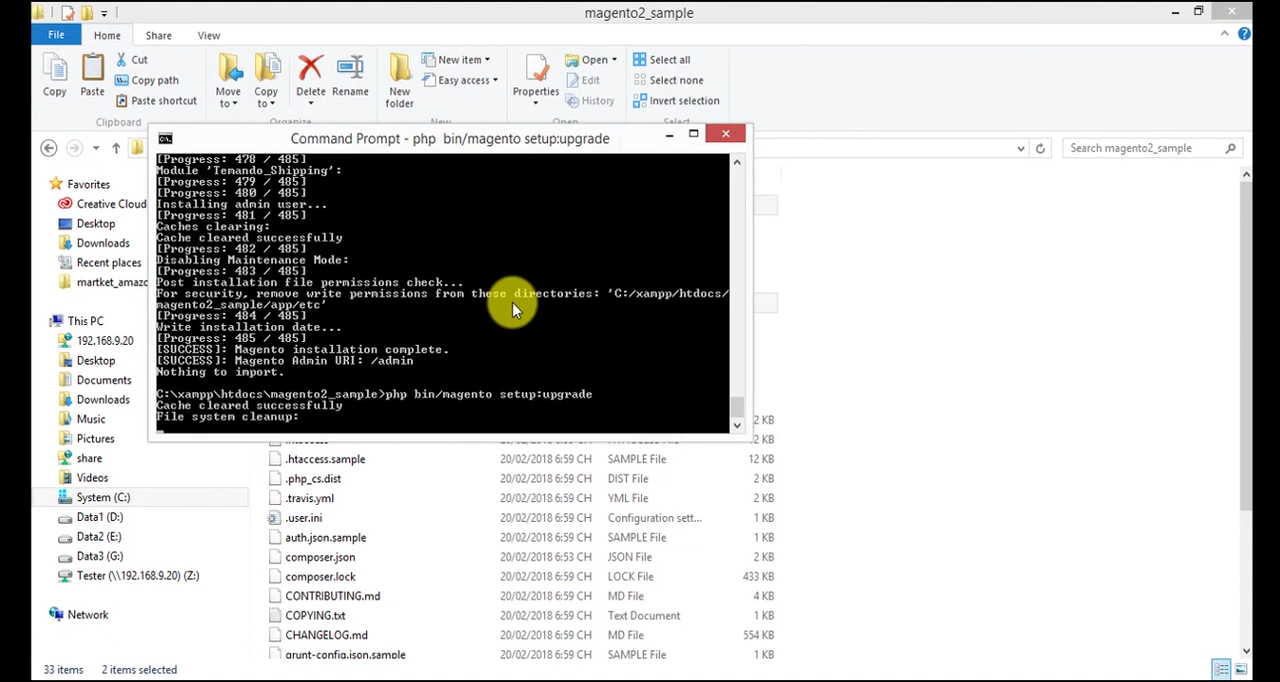 magento2_sample
File
Home
Share
View
Copy
Paste
Cut
Copy path
Paste shortcut
Clipboard
Move
to
Copy
to
Delete
Rename
Organize
New
folder
New item
Easy access
New
Properties
Open
Edit
History
Open
Select all
Select none
Invert selection
Select
Search magento2_sample
Command Prompt - php  bin/magento setup:upgrade
[Progress: 478 / 485]
Module 'Temando_Shipping':
[Progress: 479 / 485]
[Progress: 480 / 485]
Installing admin user...
[Progress: 481 / 485]
Caches clearing:
Cache cleared successfully
[Progress: 482 / 485]
Disabling Maintenance Mode:
[Progress: 483 / 485]
Post installation file permissions check...
For security, remove write permissions from these directories: 'C:/xampp/htdocs/
magento2_sample/app/etc'
[Progress: 484 / 485]
Write installation date...
[Progress: 485 / 485]
[SUCCESS]: Magento installation complete.
[SUCCESS]: Magento Admin URI: /admin
Nothing to import.
C:\xampp\htdocs\magento2_sample>php bin/magento setup:upgrade
Cache cleared successfully
File system cleanup:
Favorites
Creative Cloud
Desktop
Downloads
Recent places
martket_amazo
This PC
192.168.9.20
Desktop
Documents
Downloads
Music
Pictures
share
Videos
System (C:)
Data1 (D:)
Data2 (E:)
Data3 (G:)
Tester (\\192.168.9.20) (Z:)
Network
2 KB
12 KB
.htaccess.sample 20/02/2018 6:59 CH SAMPLE File 12 KB
.php_cs.dist 20/02/2018 6:59 CH DIST File 2 KB
.travis.yml 20/02/2018 6:59 CH YML File 2 KB
.user.ini 20/02/2018 6:59 CH Configuration sett... 1 KB
auth.json.sample 20/02/2018 6:59 CH SAMPLE File 1 KB
composer.json 20/02/2018 6:53 CH JSON File 2 KB
composer.lock 20/02/2018 6:59 CH LOCK File 433 KB
CONTRIBUTING.md 20/02/2018 6:59 CH MD File 4 KB
COPYING.txt 20/02/2018 6:59 CH Text Document 1 KB
CHANGELOG.md 20/02/2018 6:59 CH MD File 554 KB
grunt-config.json.sample 20/02/2018 6:59 CH SAMPLE File 1 KB
33 items
2 items selected